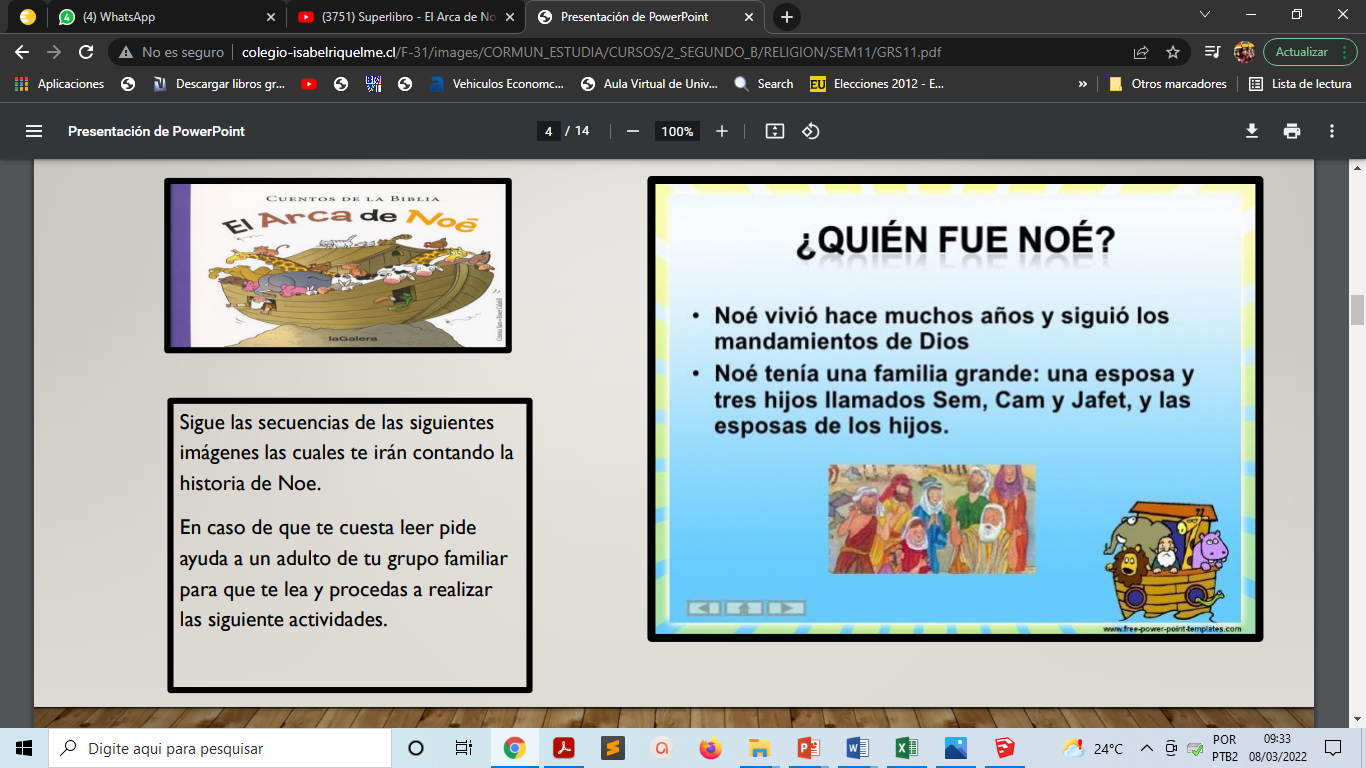 (4) WhatsApp
(3751) Superlibro - El Arca de No
Presentación de PowerPoint
No es seguro
colegio-isabelriquelme.cl/F-31/images/CORMUN_ESTUDIA/CURSOS/2_SEGUNDO_B/RELIGION/SEM11/GRS11.pdf
Actualizar
Aplicaciones
Descargar libros gr...
Vehiculos Economc...
Aula Virtual de Univ...
Search
EU
Elecciones 2012 - E...
»
Otros marcadores
Lista de lectura
Presentación de PowerPoint
4 / 14
100%
CUENTOS DE LA BIBLIA
El Arca de Noé
laGalera
Sigue las secuencias de las siguientes
imágenes las cuales te irán contando la
historia de Noe.
En caso de que te cuesta leer pide
ayuda a un adulto de tu grupo familiar
para que te lea y procedas a realizar
las siguiente actividades.
¿QUIÉN FUE NOÉ?
• Noé vivió hace muchos años y siguió los
mandamientos de Dios
• Noé tenía una familia grande: una esposa y
tres hijos llamados Sem, Cam y Jafet, y las
esposas de los hijos.
www.free-power-point-templates.com
Digite aqui para pesquisar
24°C
POR
PTB2
09:33
08/03/2022